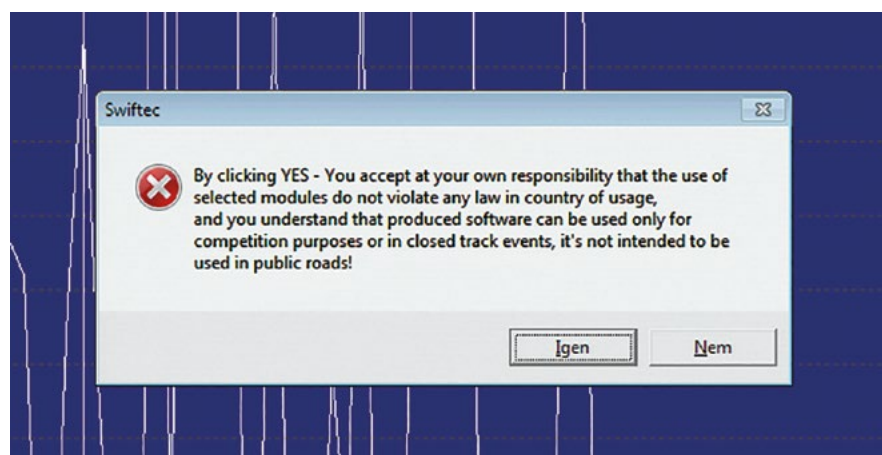 Swiftec
By clicking YES - You accept at your own responsibility that the use of
selected modules do not violate any law in country of usage,
and you understand that produced software can be used only for
competition purposes or in closed track events, it's not intended to be
used in public roads!
Igen
Nem